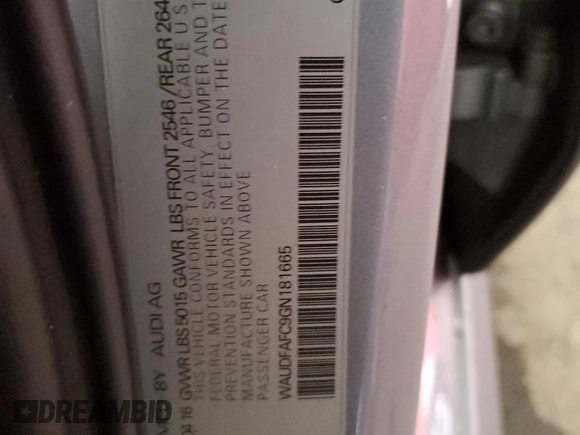 BY AUDI AG
0416 GVWR LBS 5015 GAWR LBS FRONT 2546 /REAR 264
THIS VEHICLE CONFORMS TO ALL APPLICABLE U S
FEDERAL MOTOR VEHICLE SAFETY, BUMPER AND T
PREVENTION STANDARDS IN EFFECT ON THE DATE
MANUFACTURE SHOWN ABOVE
PASSENGER CAR
WAUDFAFC9GN181665
DREAMBID